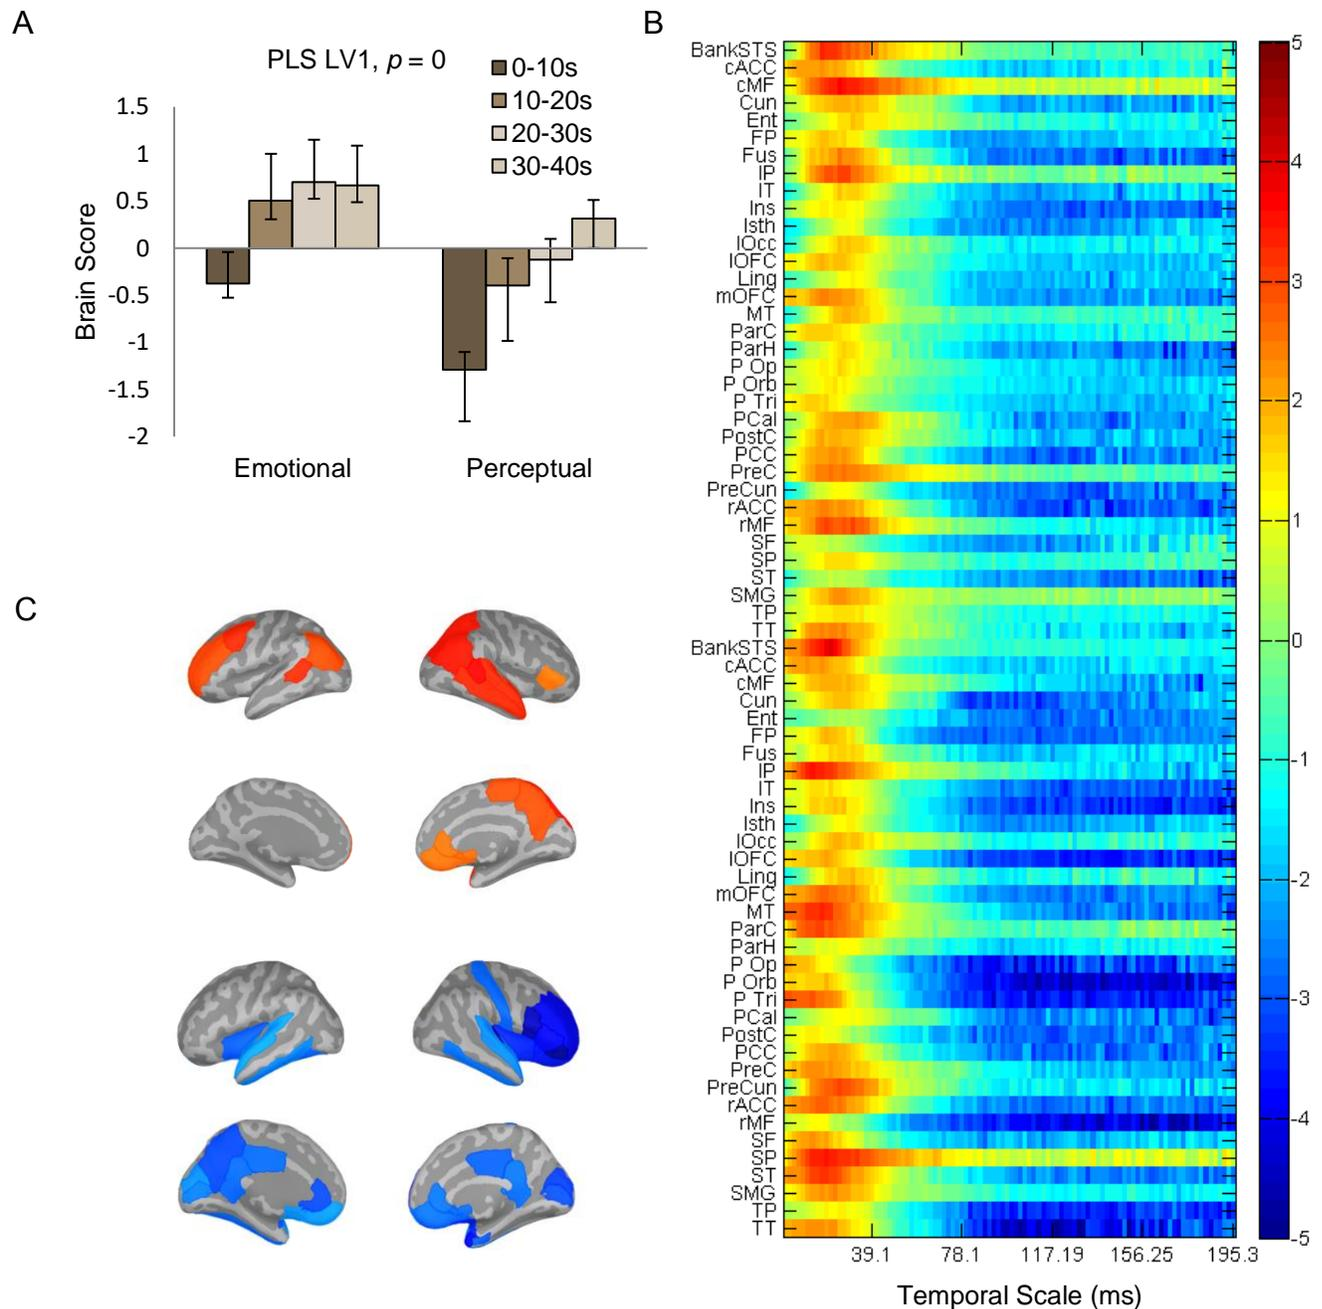 A
PLS LV1, p = 0
0-10s
10-20s
20-30s
30-40s
1.5
1
0.5
0
-0.5
-1
-1.5
-2
Brain Score
Emotional
Perceptual
B
BankSTS
cACC
cMF
Cun
Ent
FP
Fus
IP
IT
Ins
Isth
lOcc
lOFC
Ling
mOFC
MT
ParC
ParH
P Op
P Orb
P Tri
PCal
PostC
PCC
PreC
PreCun
rACC
rMF
SF
SP
ST
SMG
TP
TT
BankSTS
cACC
cMF
Cun
Ent
FP
Fus
IP
IT
Ins
Isth
lOcc
lOFC
Ling
mOFC
MT
ParC
ParH
P Op
P Orb
P Tri
PCal
PostC
PCC
PreC
PreCun
rACC
rMF
SF
SP
ST
SMG
TP
TT
39.1 78.1 117.19 156.25 195.3
Temporal Scale (ms)
5
4
3
2
1
0
-1
-2
-3
-4
-5
C